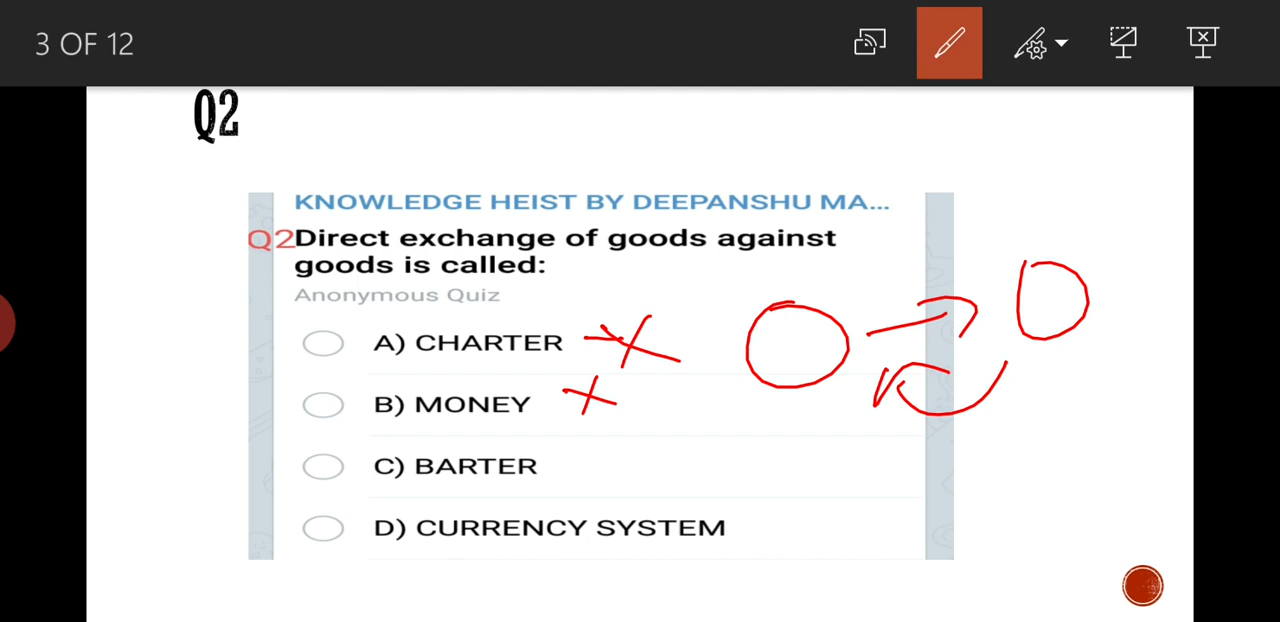 3 OF 12
Q2
KNOWLEDGE HEIST BY DEEPANSHU MA...
Q2Direct exchange of goods against
goods is called:
Anonymous Quiz
A) CHARTER
B) MONEY
C) BARTER
D) CURRENCY SYSTEM